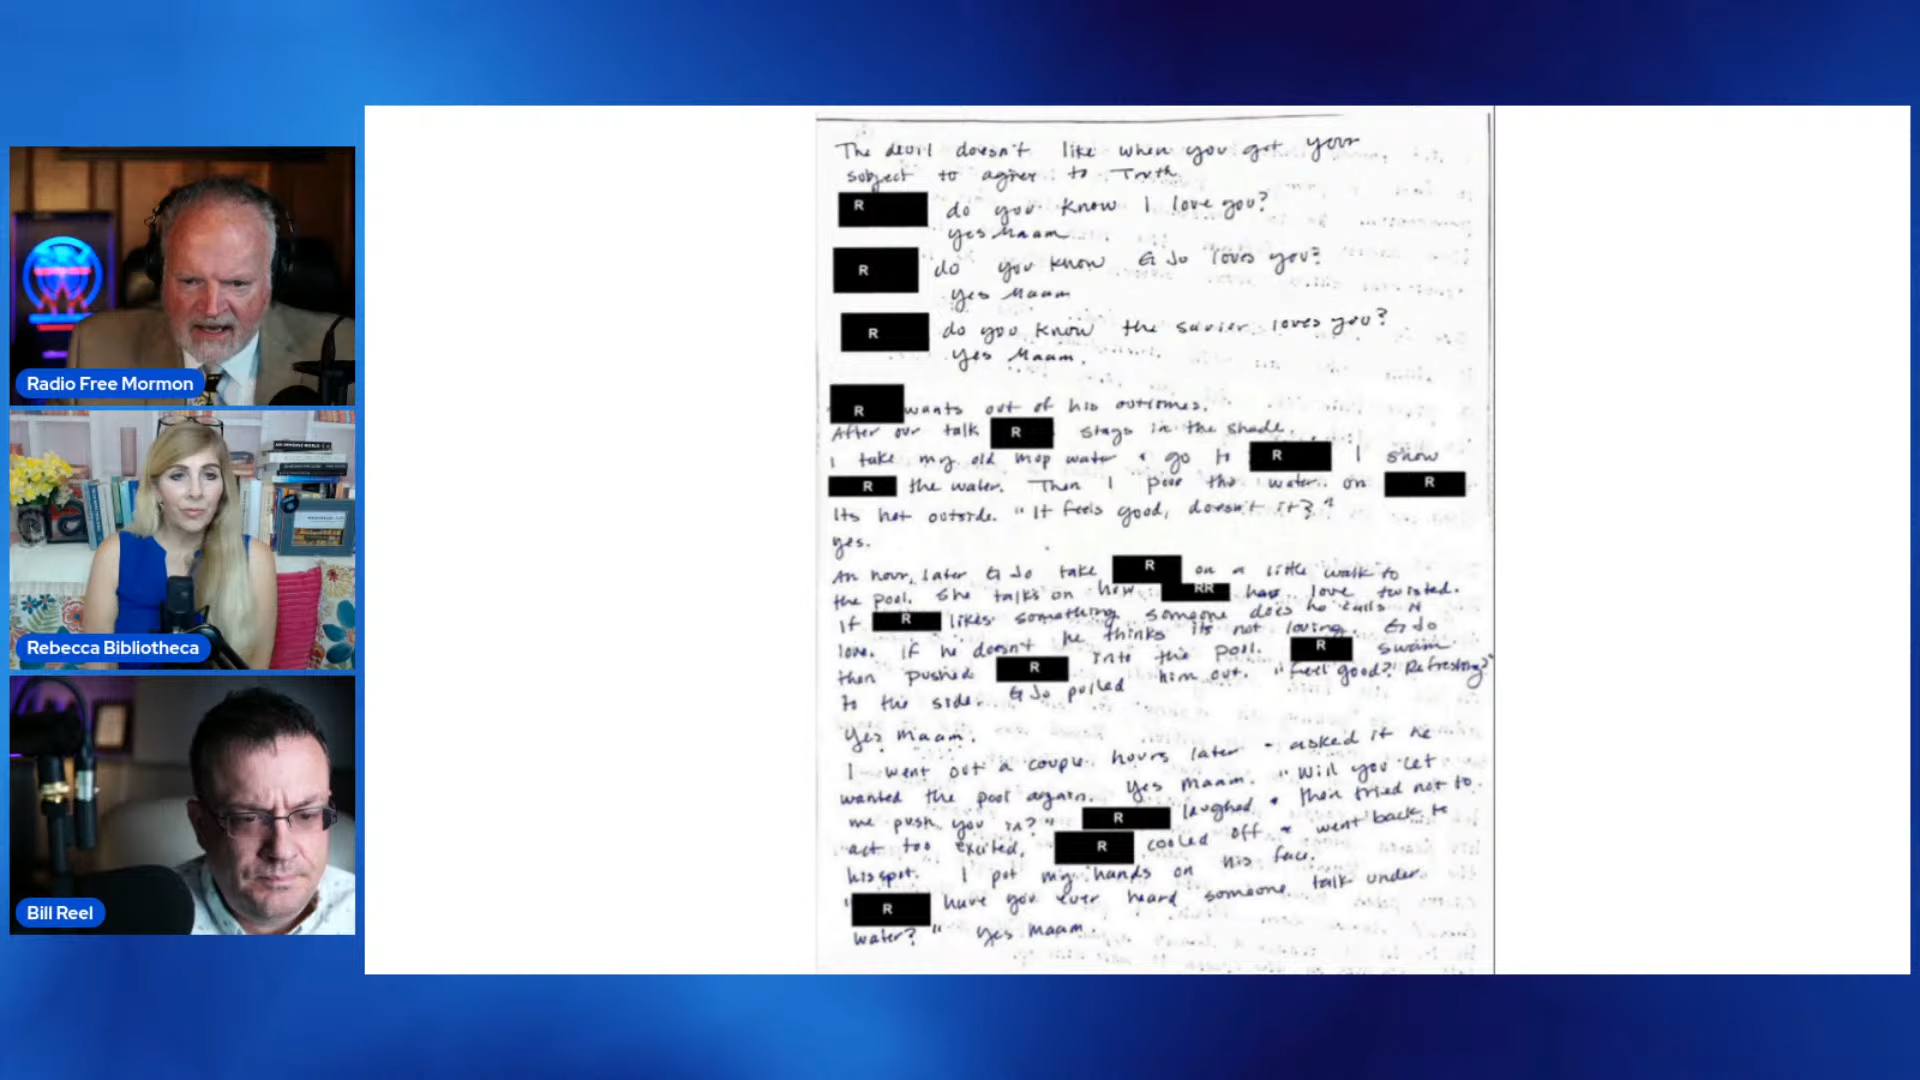 Radio Free Mormon
Rebecca Bibliotheca
Bill Reel
The devil doesn't like when you get your
subject to agree to Truth
R do you know I love you?
yes Maam
R do you know G Jo loves you?
Yes Maam
R do you know the savior loves you?
Yes Maam.
R wants out of his outcomes.
After our talk R stays in the shade.
I take my old mop water + go to R I show
R the water. Then I pour the water on R
Its hot outside. "It feels good, doesn't it?"
yes.
An hour later G Jo take R on a little walk to
the pool. She talks on how RR has love twisted.
If R likes something someone does he calls it
love. If he doesn't he thinks its not loving. G Jo
then pushed R into the pool. R swam
to the side. G Jo pulled him out. "Feel good? Refreshing?"
Yes Maam.
I went out a couple hours later + asked if he
wanted the pool again. Yes Maam. "Will you let
me push you in?" R laughed + then tried not to
act too excited. R cooled off + went back to
his spot. I put my hands on his face.
"R have you ever heard someone talk under
water?" Yes maam.